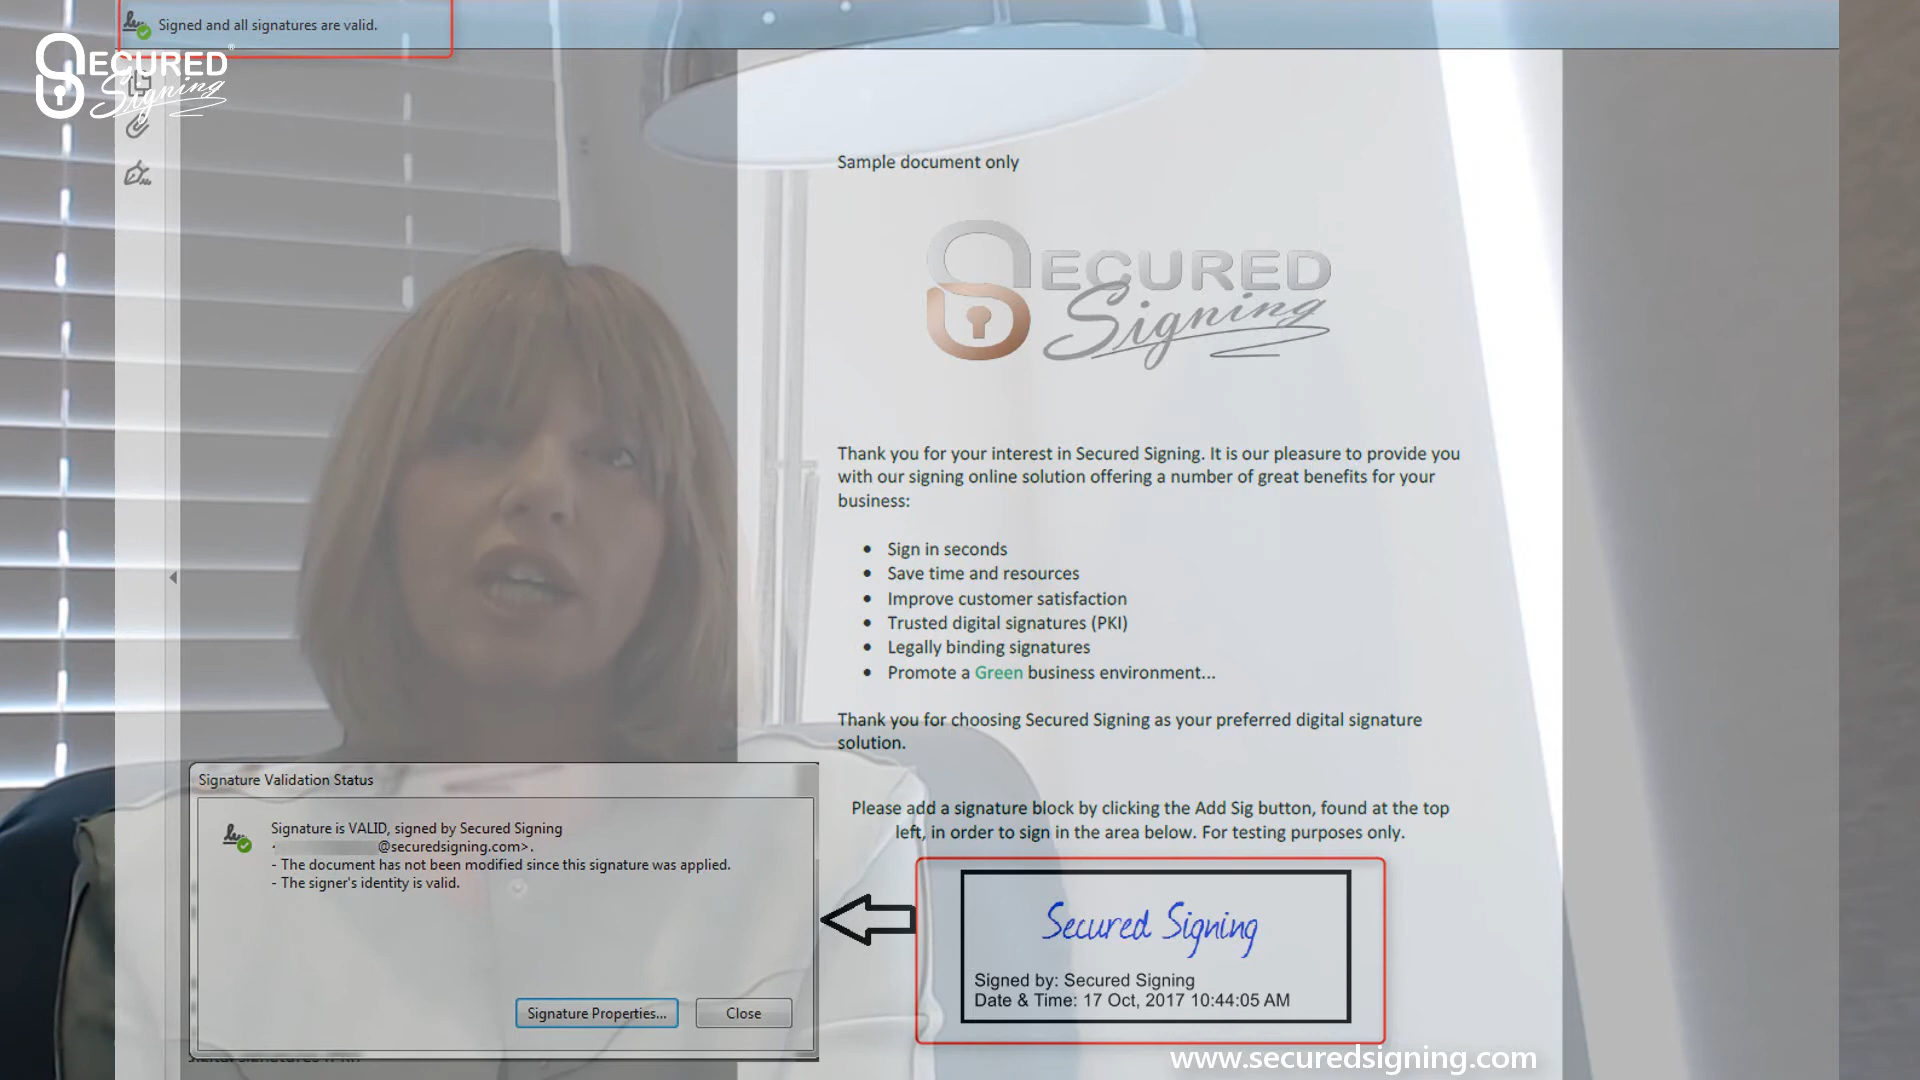 Signed and all signatures are valid.
SECURED
Signing
Sample document only
SECURED
Signing
Thank you for your interest in Secured Signing. It is our pleasure to provide you
with our signing online solution offering a number of great benefits for your
business:
• Sign in seconds
• Save time and resources
• Improve customer satisfaction
• Trusted digital signatures (PKI)
• Legally binding signatures
• Promote a Green business environment...
Thank you for choosing Secured Signing as your preferred digital signature
solution.
Please add a signature block by clicking the Add Sig button, found at the top
left, in order to sign in the area below. For testing purposes only.
Signature Validation Status
Signature is VALID, signed by Secured Signing
@securedsigning.com>.
- The document has not been modified since this signature was applied.
- The signer's identity is valid.
Signature Properties...
Close
Secured Signing
Signed by: Secured Signing
Date & Time: 17 Oct, 2017 10:44:05 AM
www.securedsigning.com